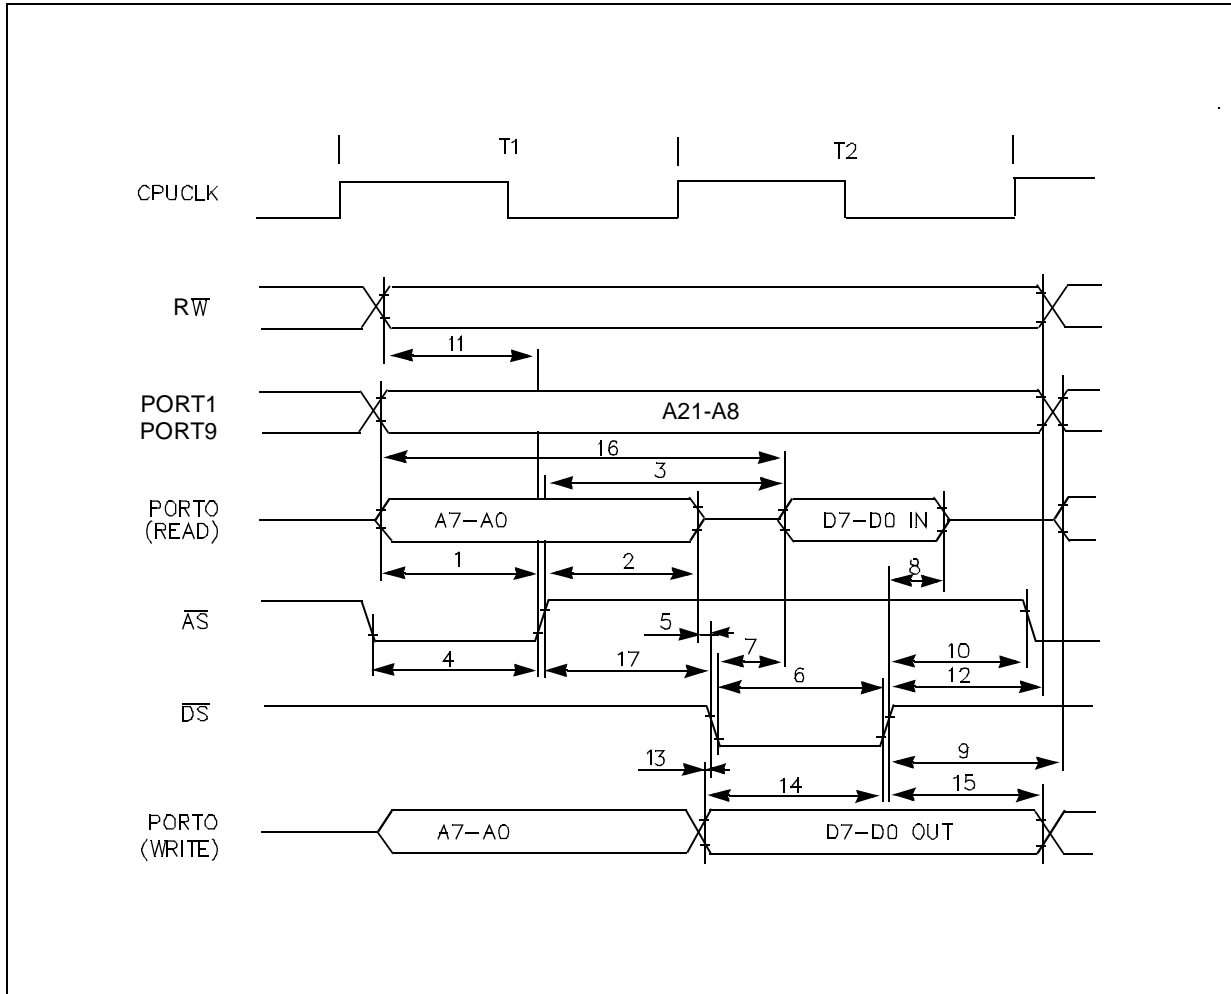 T1
T2
CPUCLK
RW̅
11
PORT1
PORT9
A21-A8
16
3
PORT0
(READ)
A7-A0
D7-D0 IN
1
2
8
A̅S̅
5
7
10
4
17
6
12
D̅S̅
13
9
14
15
PORT0
(WRITE)
A7-A0
D7-D0 OUT